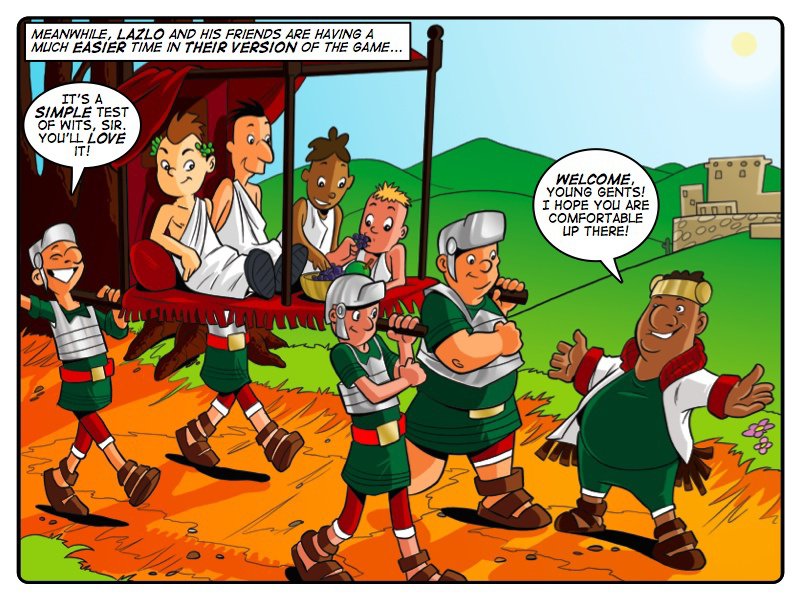 MEANWHILE, LAZLO AND HIS FRIENDS ARE HAVING A
MUCH EASIER TIME IN THEIR VERSION OF THE GAME...
IT'S A
SIMPLE TEST
OF WITS, SIR.
YOU'LL LOVE
IT!
WELCOME,
YOUNG GENTS!
I HOPE YOU ARE
COMFORTABLE
UP THERE!